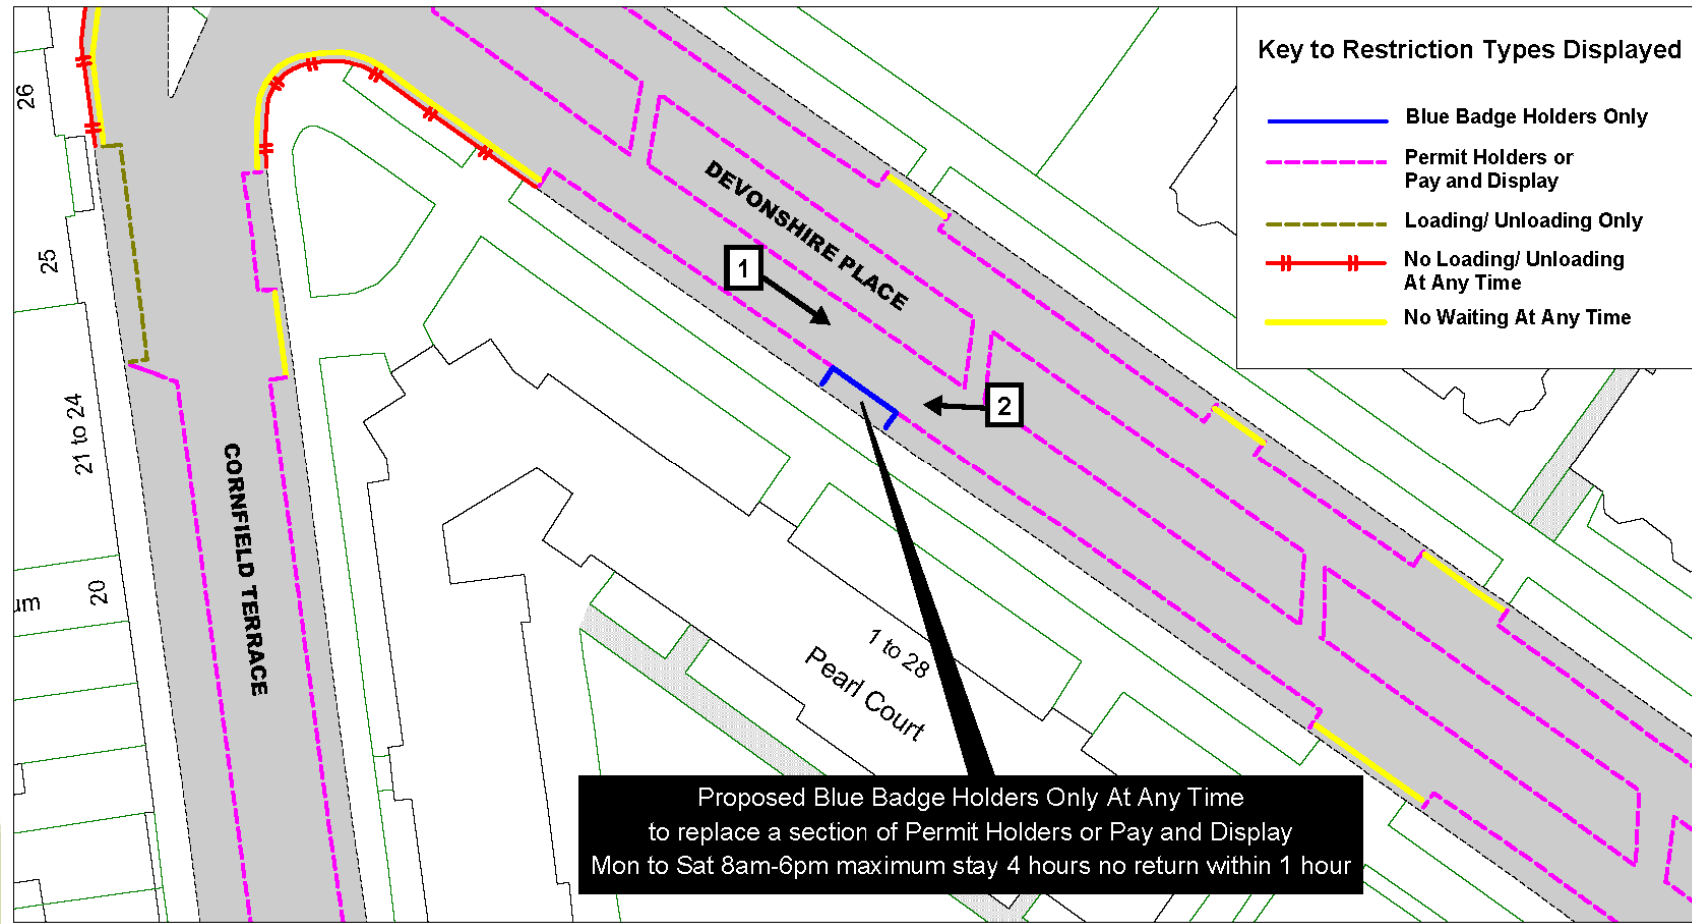 Key to Restriction Types Displayed
Blue Badge Holders Only
Permit Holders or
Pay and Display
Loading/ Unloading Only
No Loading/ Unloading
At Any Time
No Waiting At Any Time
26
25
21 to 24
20
um
CORNFIELD TERRACE
DEVONSHIRE PLACE
1
2
1 to 28
Pearl Court
Proposed Blue Badge Holders Only At Any Time
to replace a section of Permit Holders or Pay and Display
Mon to Sat 8am-6pm maximum stay 4 hours no return within 1 hour